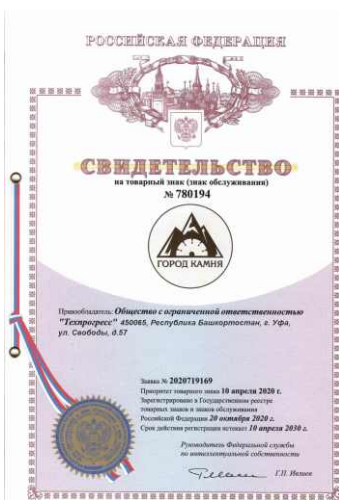 РОССИЙСКАЯ ФЕДЕРАЦИЯ
СВИДЕТЕЛЬСТВО
на товарный знак (знак обслуживания)
№ 780194
ГОРОД КАМНЯ
Правообладатель: Общество с ограниченной ответственностью
"Техпрогресс" 450065, Республика Башкортостан, г. Уфа,
ул. Свободы, д.57
Заявка № 2020719169
Приоритет товарного знака 10 апреля 2020 г.
Зарегистрировано в Государственном реестре
товарных знаков и знаков обслуживания
Российской Федерации 20 октября 2020 г.
Срок действия регистрации истекает 10 апреля 2030 г.
Руководитель Федеральной службы
по интеллектуальной собственности
Г.П. Ивлиев